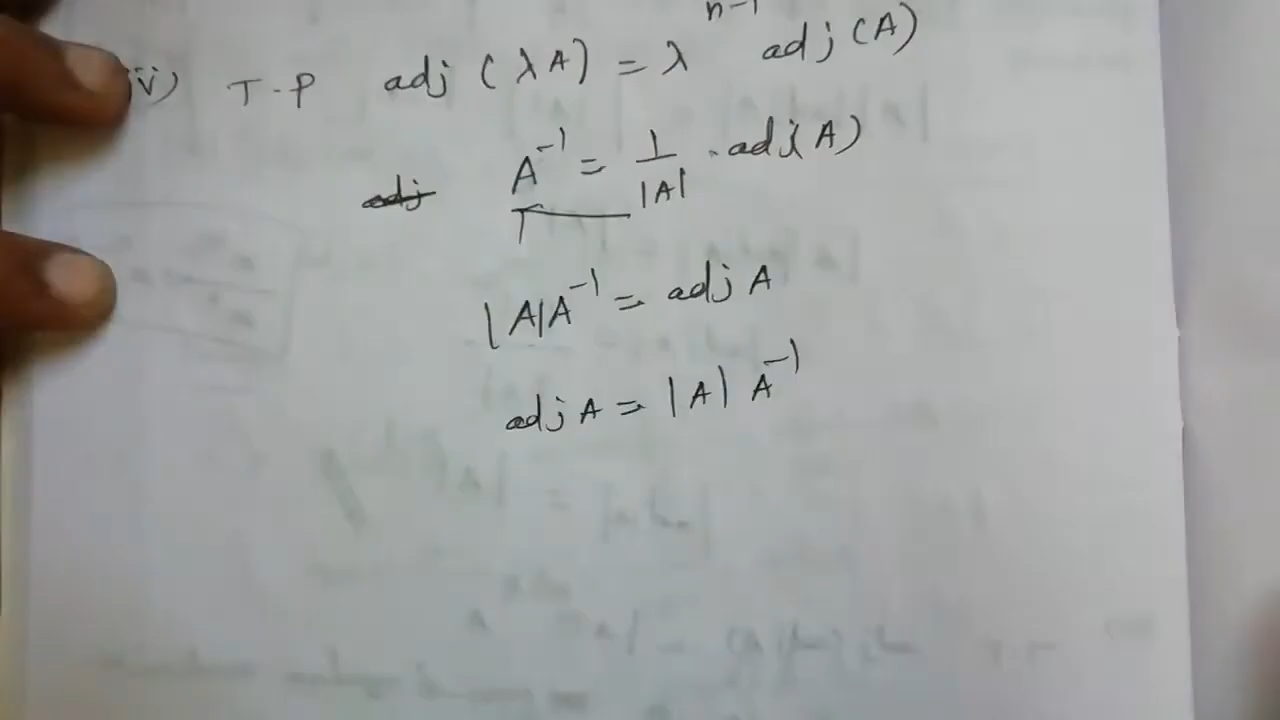 iv) T.P adj (λA) = λ^{n-1} adj (A)
adj A^{-1} = 1/|A| . adj(A)
|A|A^{-1} = adj A
adj A = |A| A^{-1}